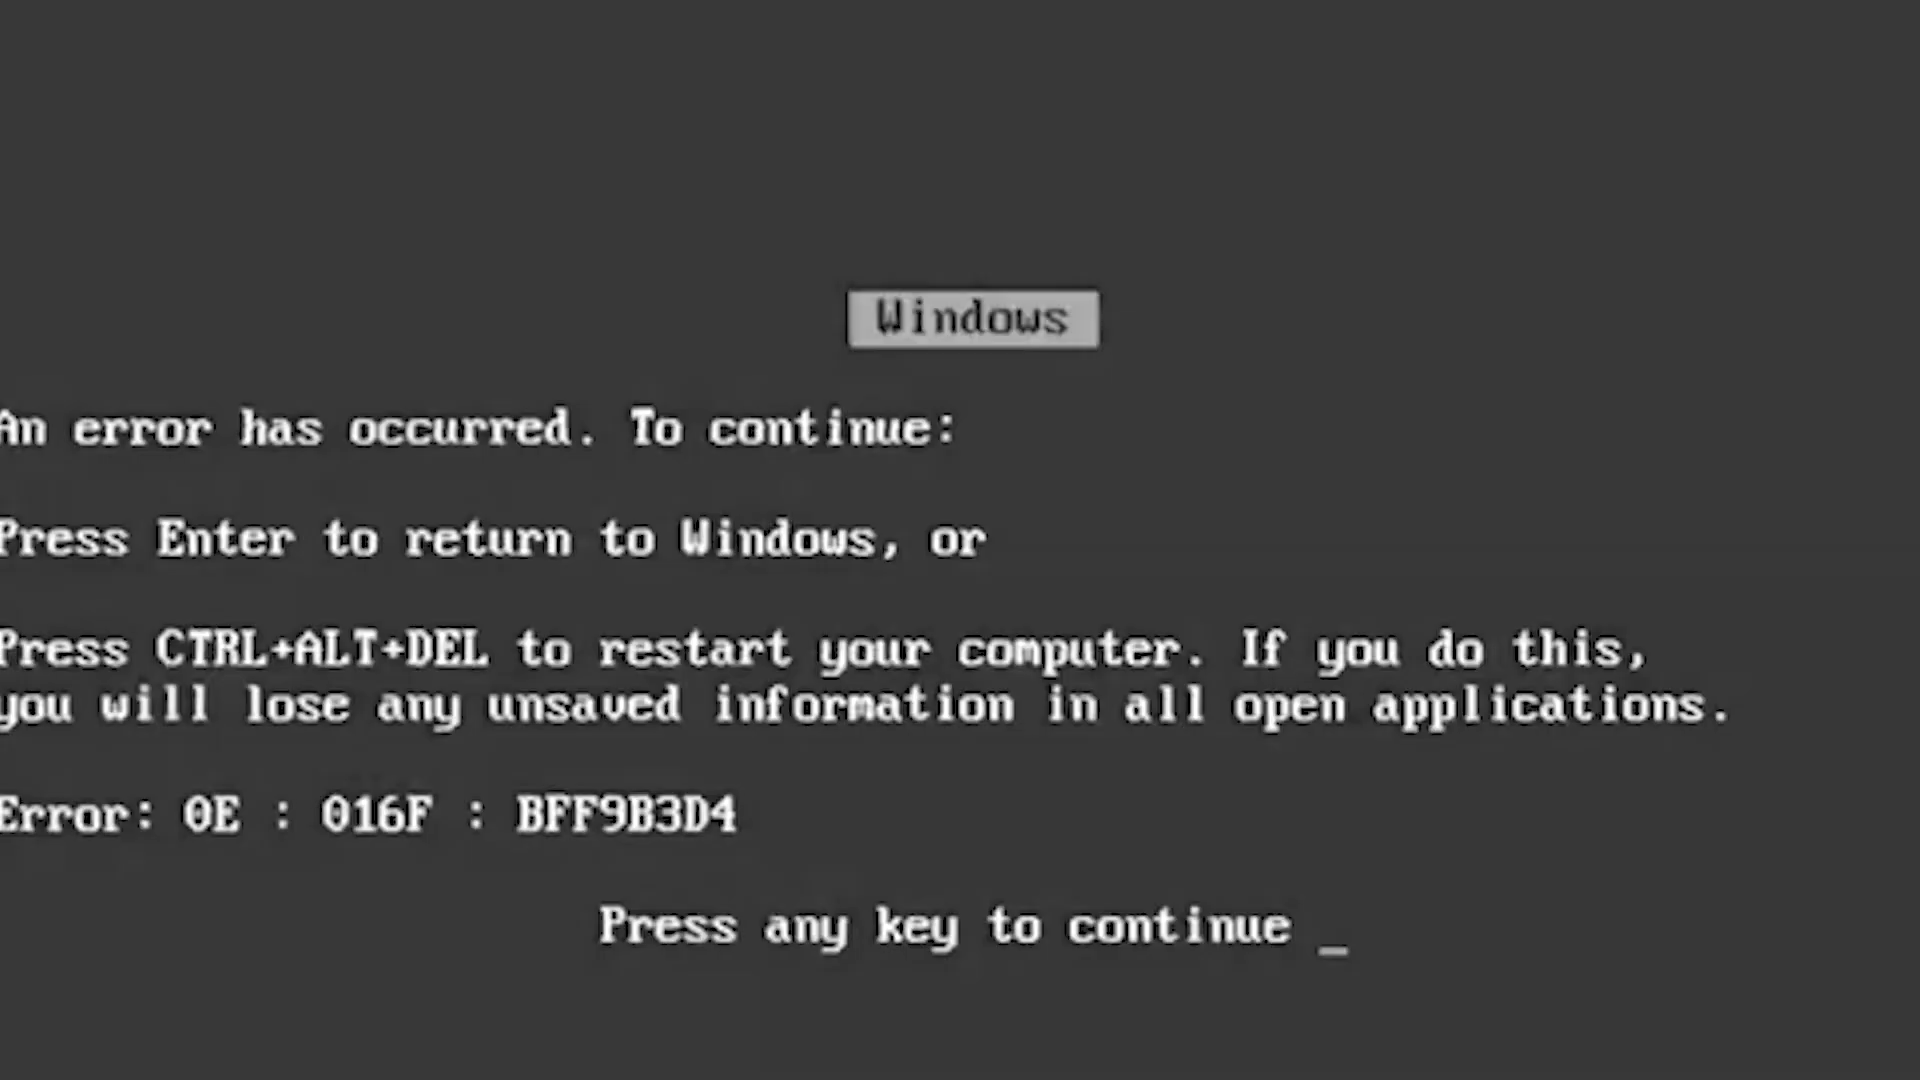 Windows
An error has occurred. To continue:
Press Enter to return to Windows, or
Press CTRL+ALT+DEL to restart your computer. If you do this,
you will lose any unsaved information in all open applications.
Error: 0E : 016F : BFF9B3D4
Press any key to continue _